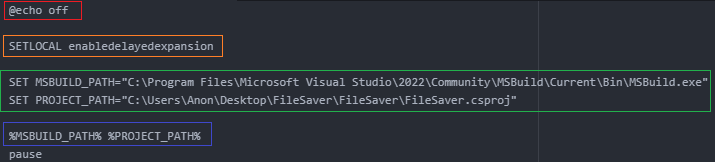 @echo off
SETLOCAL enabledelayedexpansion
SET MSBUILD_PATH="C:\Program Files\Microsoft Visual Studio\2022\Community\MSBuild\Current\Bin\MSBuild.exe"
SET PROJECT_PATH="C:\Users\Anon\Desktop\FileSaver\FileSaver\FileSaver.csproj"
%MSBUILD_PATH% %PROJECT_PATH%
pause